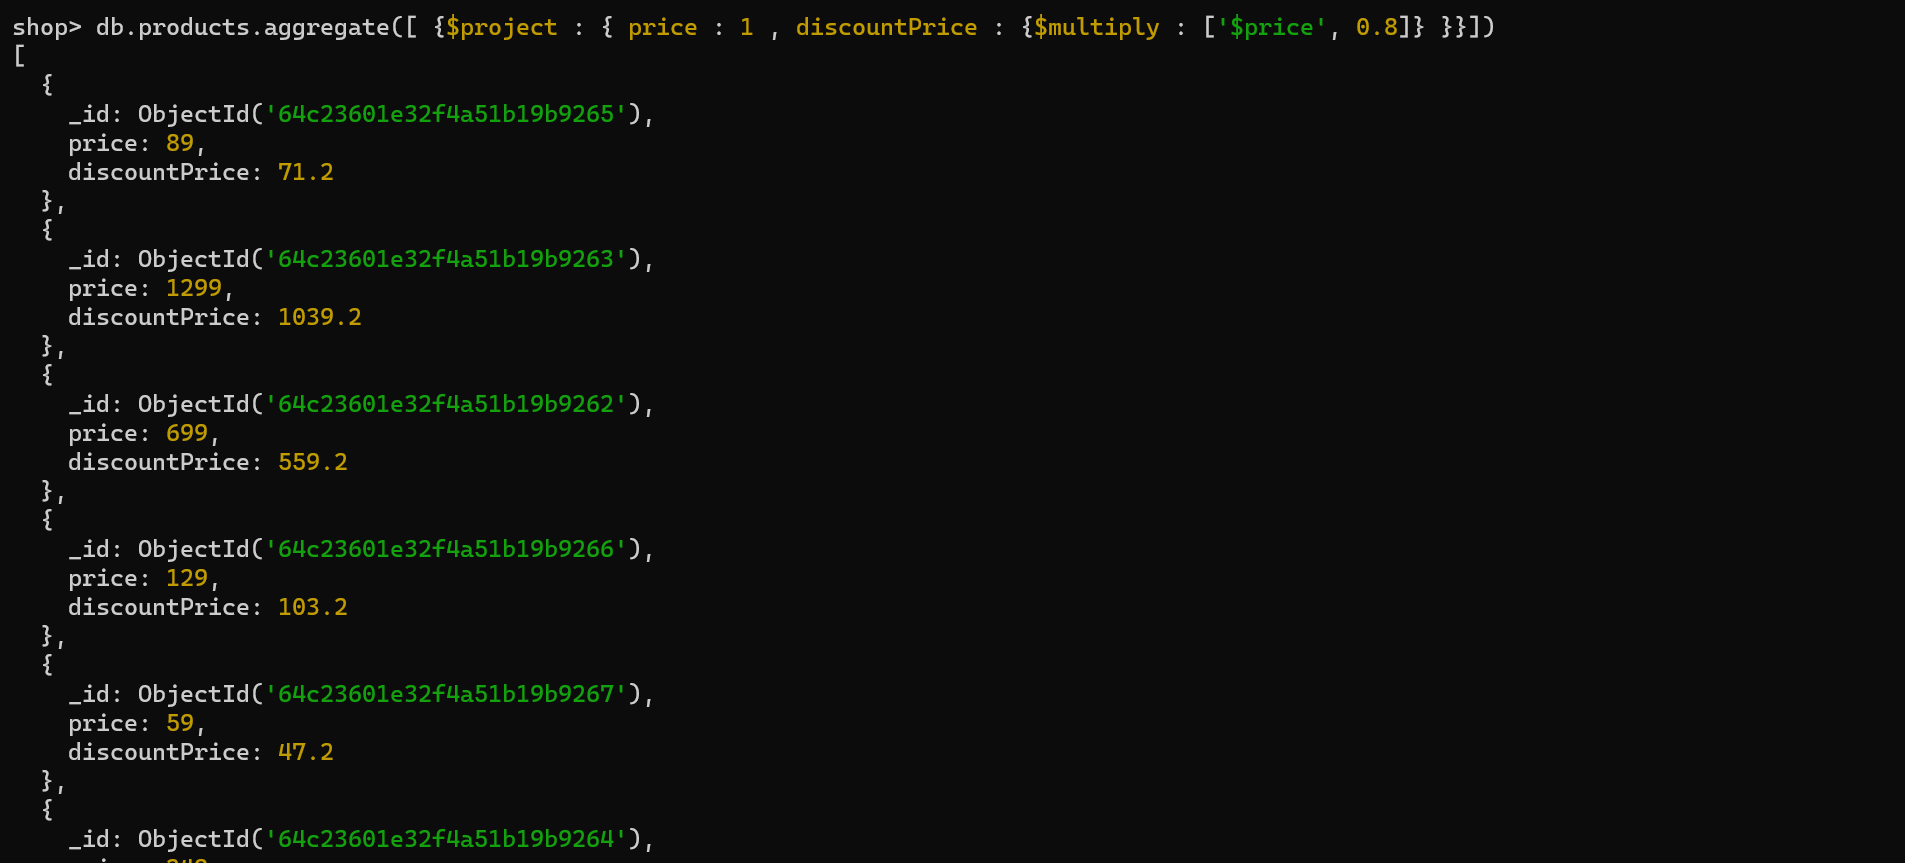 shop> db.products.aggregate([ {$project : { price : 1 , discountPrice : {$multiply : ['$price', 0.8]} }}])
[
  {
    _id: ObjectId('64c23601e32f4a51b19b9265'),
    price: 89,
    discountPrice: 71.2
  },
  {
    _id: ObjectId('64c23601e32f4a51b19b9263'),
    price: 1299,
    discountPrice: 1039.2
  },
  {
    _id: ObjectId('64c23601e32f4a51b19b9262'),
    price: 699,
    discountPrice: 559.2
  },
  {
    _id: ObjectId('64c23601e32f4a51b19b9266'),
    price: 129,
    discountPrice: 103.2
  },
  {
    _id: ObjectId('64c23601e32f4a51b19b9267'),
    price: 59,
    discountPrice: 47.2
  },
  {
    _id: ObjectId('64c23601e32f4a51b19b9264'),